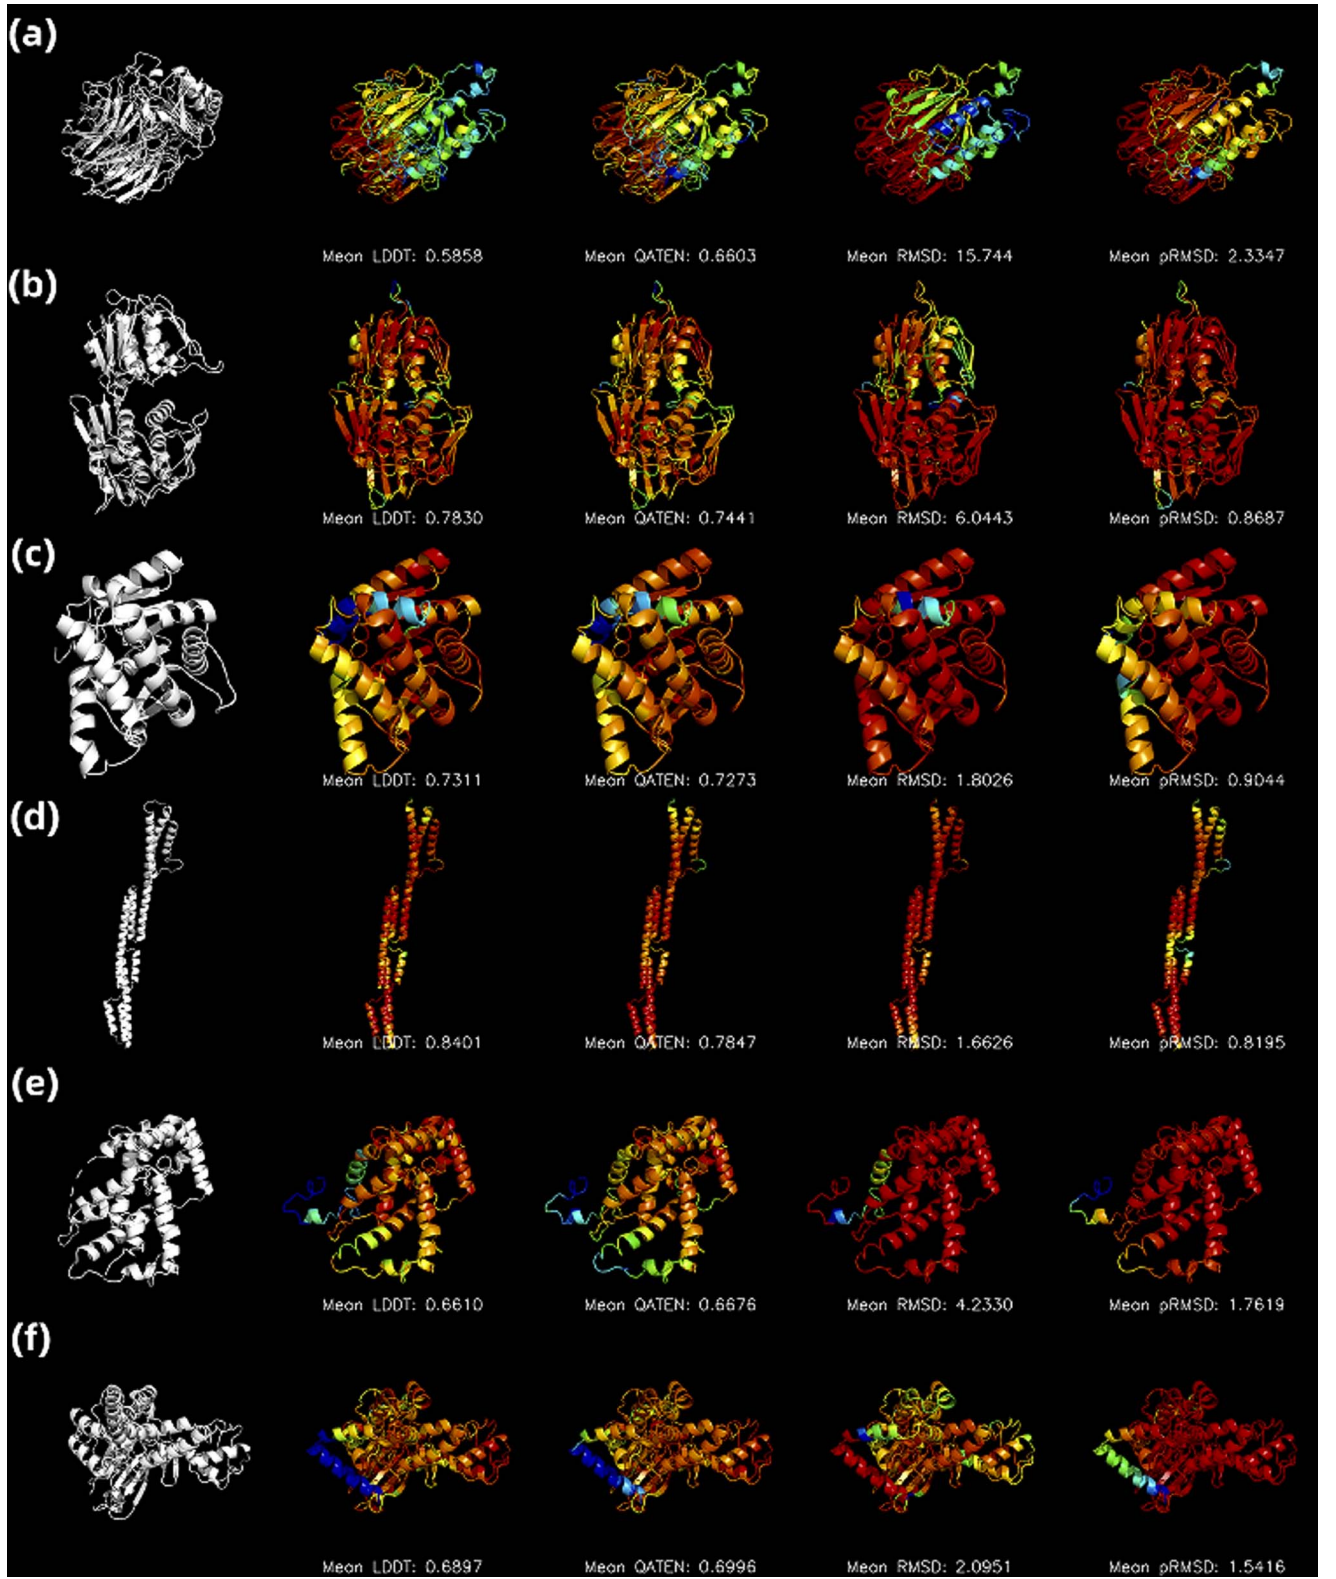 (a)
Mean LDDT: 0.5858 Mean QATEN: 0.6603 Mean RMSD: 15.744 Mean pRMSD: 2.3347
(b)
Mean LDDT: 0.7830 Mean QATEN: 0.7441 Mean RMSD: 6.0443 Mean pRMSD: 0.8687
(c)
Mean LDDT: 0.7311 Mean QATEN: 0.7273 Mean RMSD: 1.8026 Mean pRMSD: 0.9044
(d)
Mean LDDT: 0.8401 Mean QATEN: 0.7847 Mean RMSD: 1.6626 Mean pRMSD: 0.8195
(e)
Mean LDDT: 0.6610 Mean QATEN: 0.6676 Mean RMSD: 4.2330 Mean pRMSD: 1.7619
(f)
Mean LDDT: 0.6897 Mean QATEN: 0.6996 Mean RMSD: 2.0951 Mean pRMSD: 1.5416